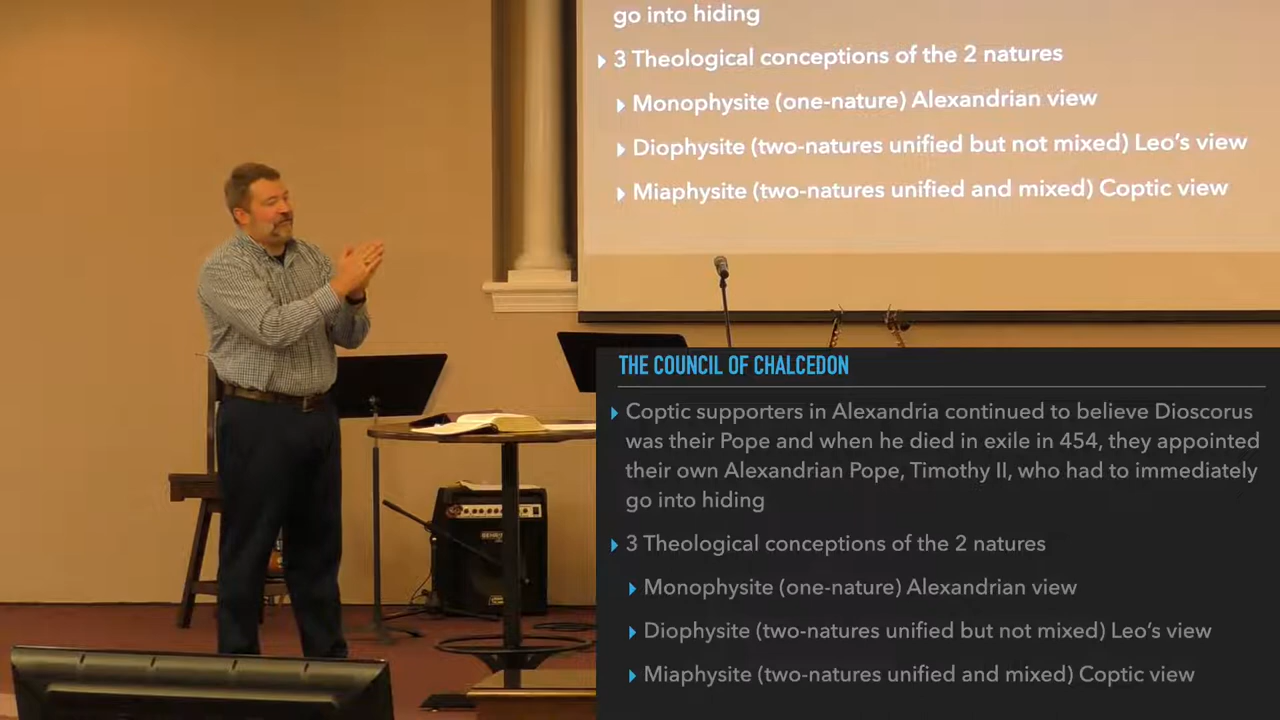 go into hiding
3 Theological conceptions of the 2 natures
Monophysite (one-nature) Alexandrian view
Diophysite (two-natures unified but not mixed) Leo's view
Miaphysite (two-natures unified and mixed) Coptic view
THE COUNCIL OF CHALCEDON
Coptic supporters in Alexandria continued to believe Dioscorus
was their Pope and when he died in exile in 454, they appointed
their own Alexandrian Pope, Timothy II, who had to immediately
go into hiding
3 Theological conceptions of the 2 natures
Monophysite (one-nature) Alexandrian view
Diophysite (two-natures unified but not mixed) Leo's view
Miaphysite (two-natures unified and mixed) Coptic view